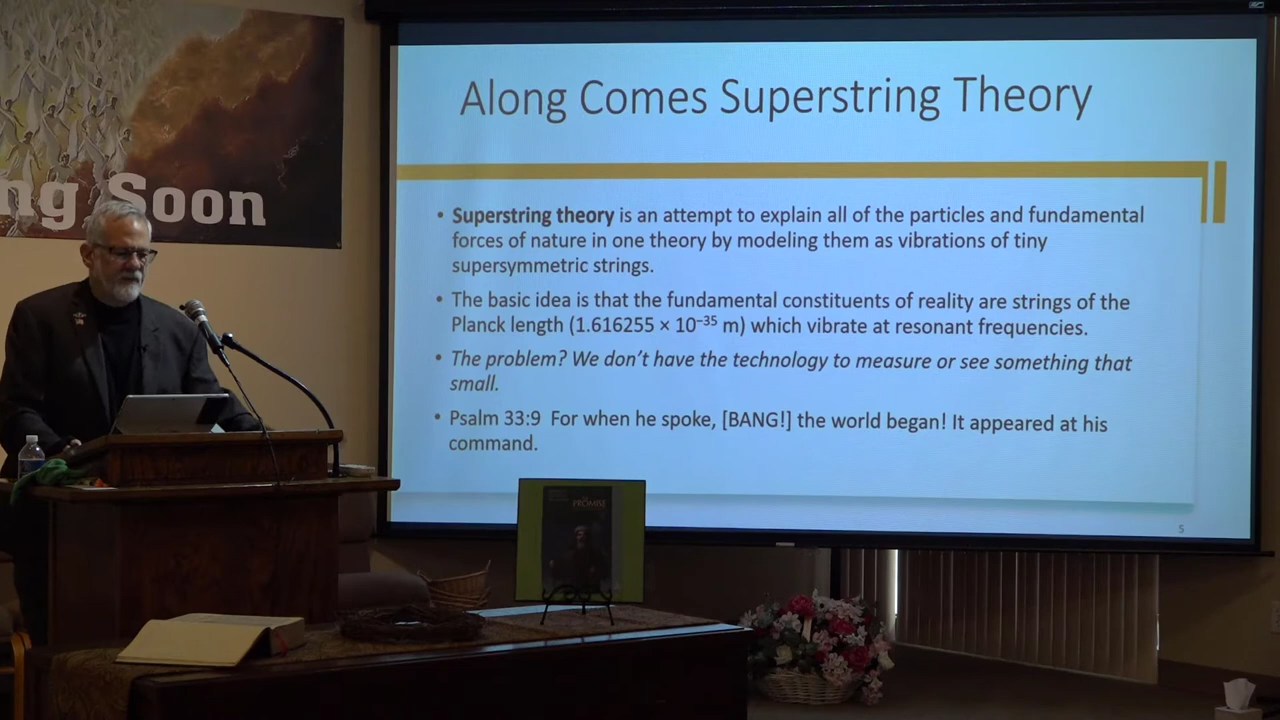 ng Soon
Along Comes Superstring Theory
• Superstring theory is an attempt to explain all of the particles and fundamental
forces of nature in one theory by modeling them as vibrations of tiny
supersymmetric strings.
• The basic idea is that the fundamental constituents of reality are strings of the
Planck length (1.616255 × 10⁻³⁵ m) which vibrate at resonant frequencies.
• The problem? We don't have the technology to measure or see something that
small.
• Psalm 33:9 For when he spoke, [BANG!] the world began! It appeared at his
command.
5
PROMISE